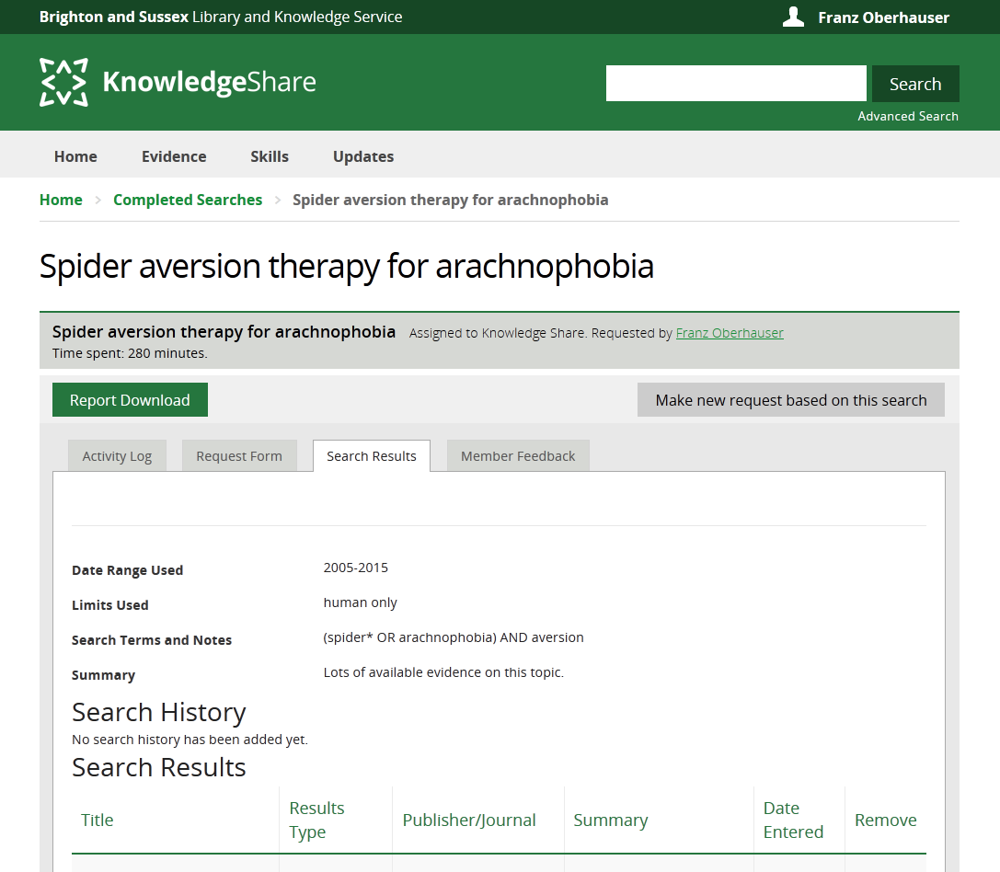 Brighton and Sussex Library and Knowledge Service
Franz Oberhauser
KnowledgeShare
Search
Advanced Search
Home Evidence Skills Updates
Home > Completed Searches > Spider aversion therapy for arachnophobia
Spider aversion therapy for arachnophobia
Spider aversion therapy for arachnophobia Assigned to Knowledge Share. Requested by Franz Oberhauser
Time spent: 280 minutes.
Report Download
Make new request based on this search
Activity Log Request Form Search Results Member Feedback
Date Range Used 2005-2015
Limits Used human only
Search Terms and Notes (spider* OR arachnophobia) AND aversion
Summary Lots of available evidence on this topic.
Search History
No search history has been added yet.
Search Results
Title
Results
Type
Publisher/Journal
Summary
Date
Entered
Remove